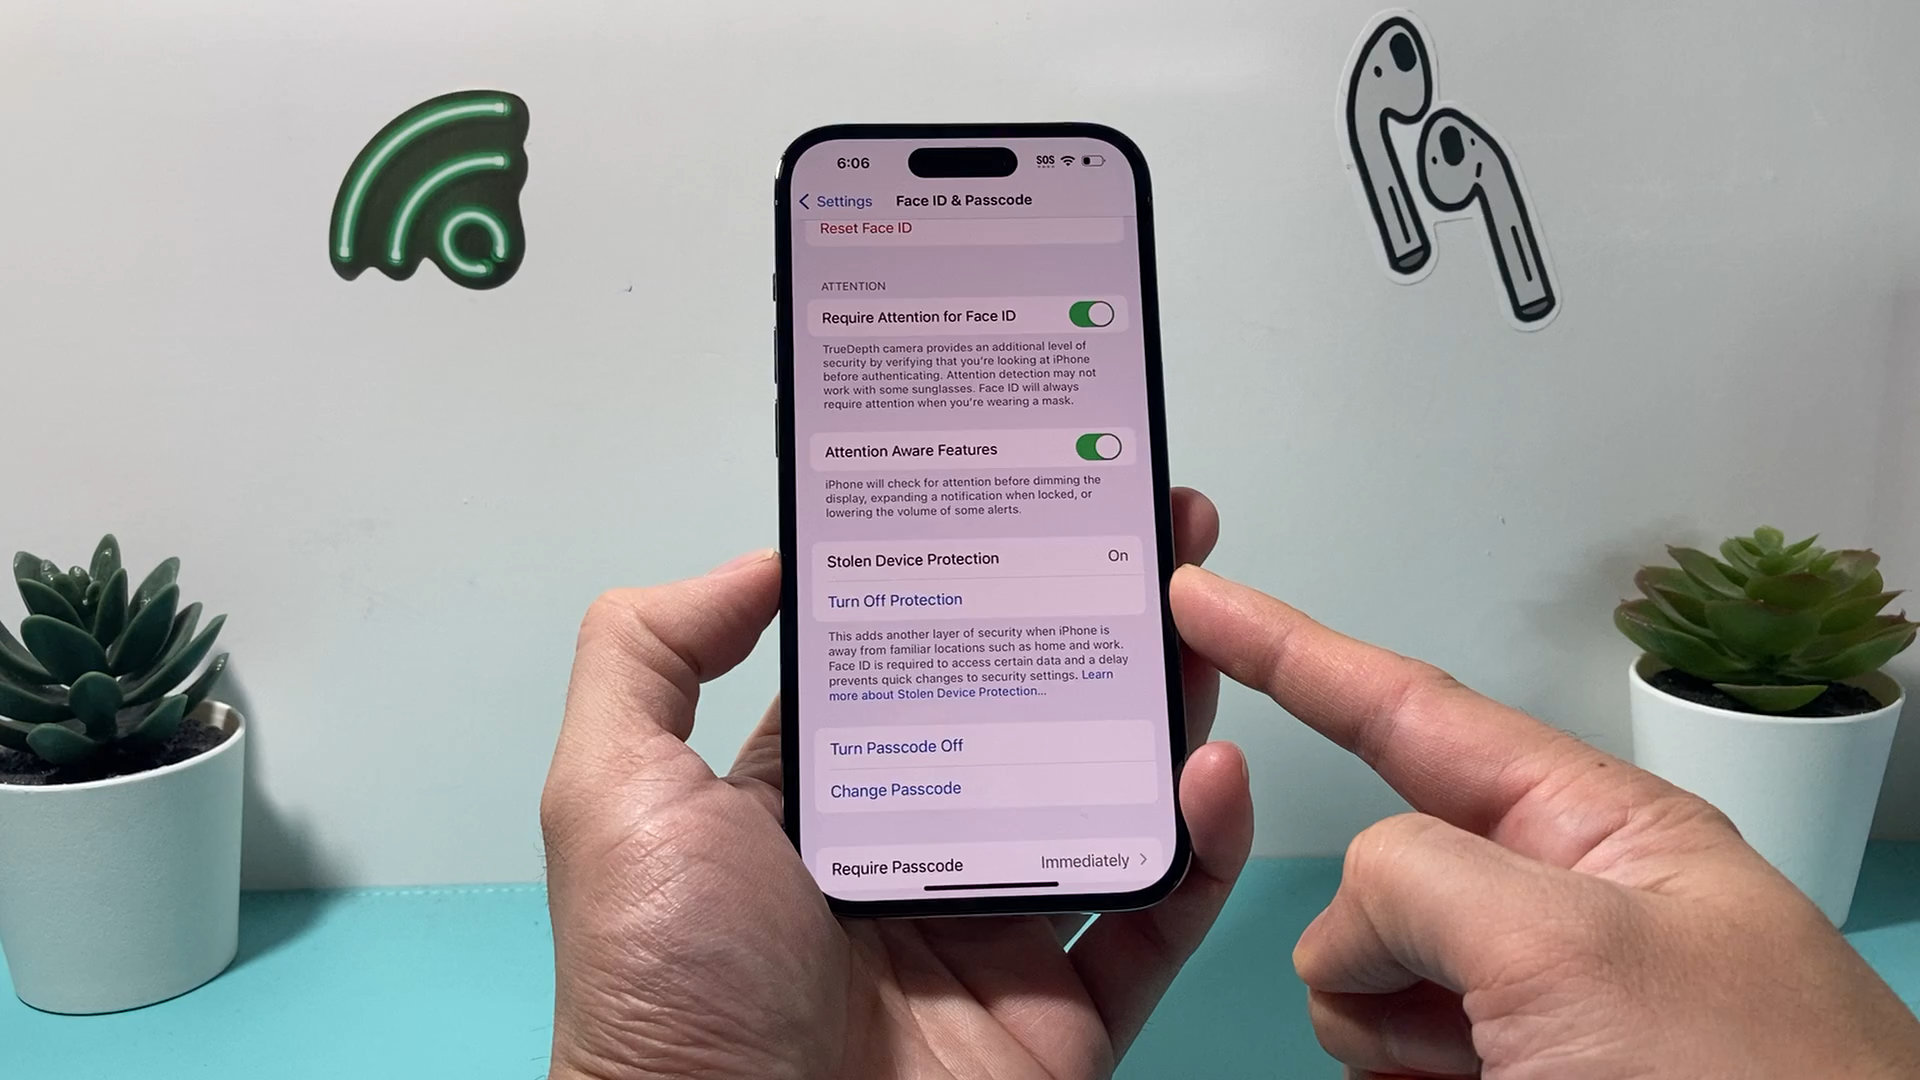 6:06
SOS
Settings
Face ID & Passcode
Reset Face ID
ATTENTION
Require Attention for Face ID
TrueDepth camera provides an additional level of
security by verifying that you're looking at iPhone
before authenticating. Attention detection may not
work with some sunglasses. Face ID will always
require attention when you're wearing a mask.
Attention Aware Features
iPhone will check for attention before dimming the
display, expanding a notification when locked, or
lowering the volume of some alerts.
Stolen Device Protection On
Turn Off Protection
This adds another layer of security when iPhone is
away from familiar locations such as home and work.
Face ID is required to access certain data and a delay
prevents quick changes to security settings. Learn
more about Stolen Device Protection...
Turn Passcode Off
Change Passcode
Require Passcode Immediately